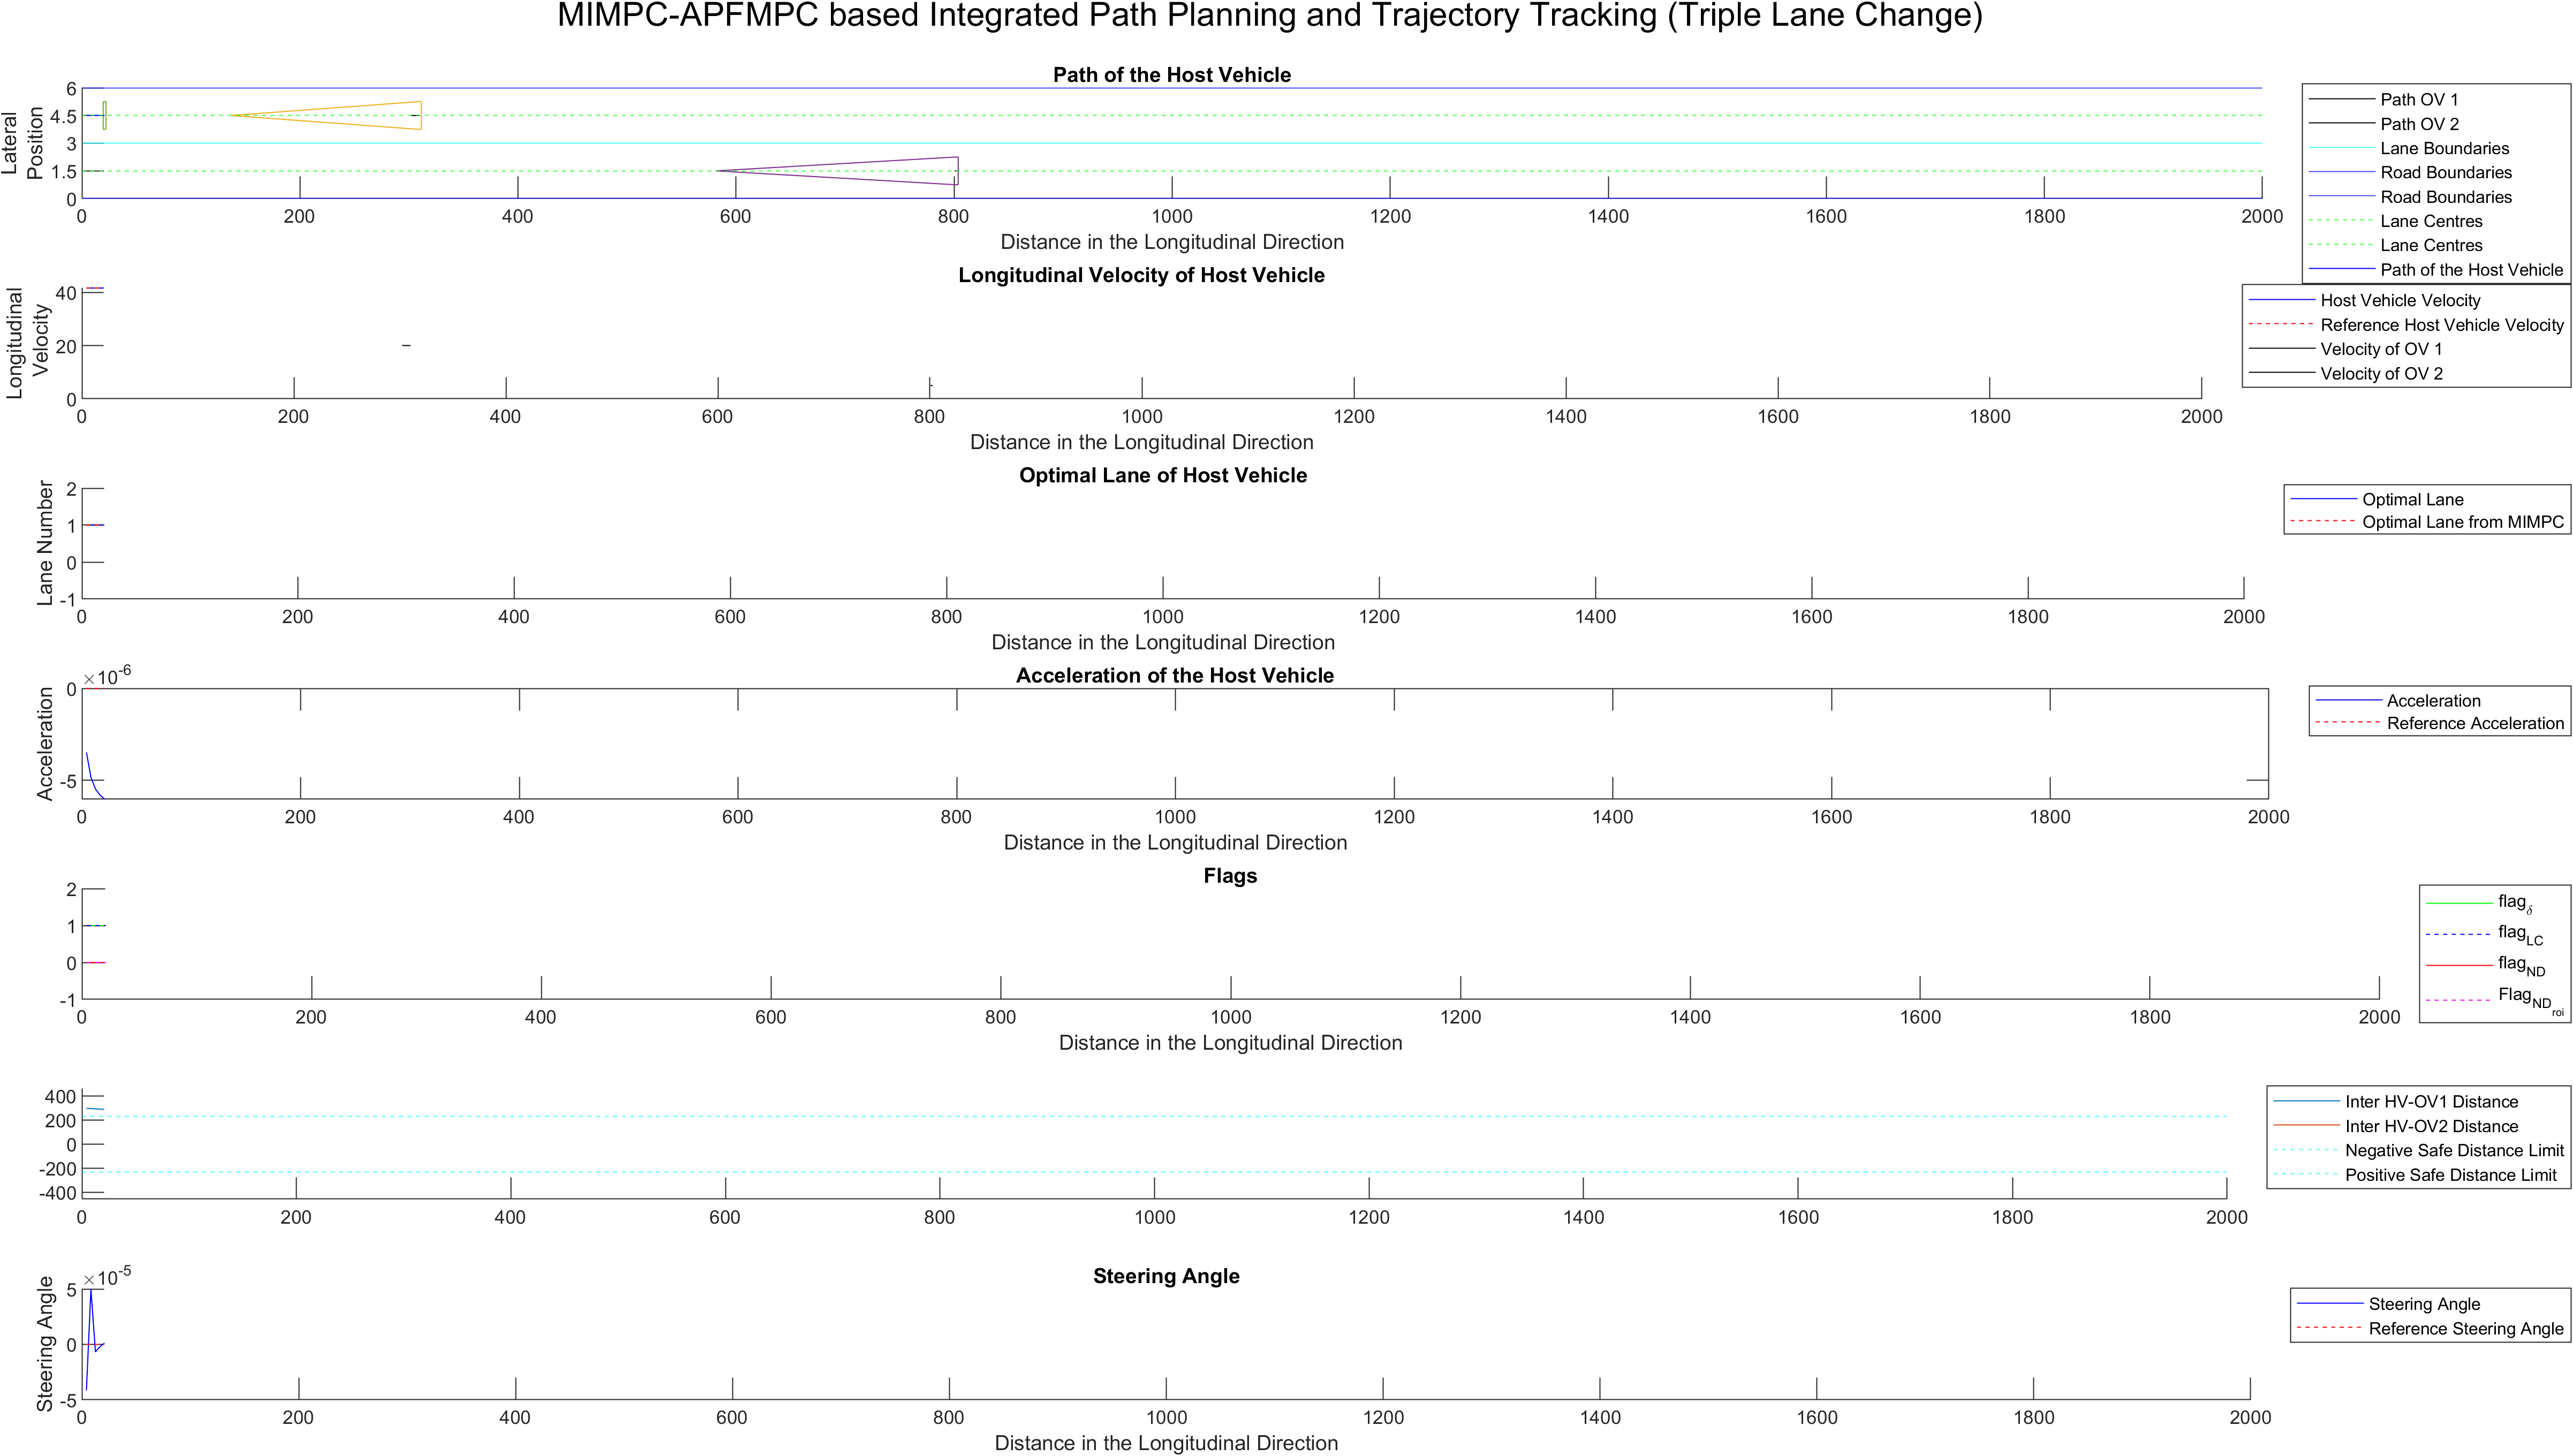 MIMPC-APFMPC based Integrated Path Planning and Trajectory Tracking (Triple Lane Change)
Path of the Host Vehicle
Lateral
Position
6
4.5
3
1.5
0
0 200 400 600 800 1000 1200 1400 1600 1800 2000
Distance in the Longitudinal Direction
Path OV 1
Path OV 2
Lane Boundaries
Road Boundaries
Road Boundaries
Lane Centres
Lane Centres
Path of the Host Vehicle
Longitudinal Velocity of Host Vehicle
Longitudinal
Velocity
40
20
0
0 200 400 600 800 1000 1200 1400 1600 1800 2000
Distance in the Longitudinal Direction
Host Vehicle Velocity
Reference Host Vehicle Velocity
Velocity of OV 1
Velocity of OV 2
Optimal Lane of Host Vehicle
Lane Number
2
1
0
-1
0 200 400 600 800 1000 1200 1400 1600 1800 2000
Distance in the Longitudinal Direction
Optimal Lane
Optimal Lane from MIMPC
Acceleration of the Host Vehicle
Acceleration
×10-6
0
-5
0 200 400 600 800 1000 1200 1400 1600 1800 2000
Distance in the Longitudinal Direction
Acceleration
Reference Acceleration
Flags
2
1
0
-1
0 200 400 600 800 1000 1200 1400 1600 1800 2000
Distance in the Longitudinal Direction
flagδ
flagLC
flagND
FlagNDroi
400
200
0
-200
-400
0 200 400 600 800 1000 1200 1400 1600 1800 2000
Inter HV-OV1 Distance
Inter HV-OV2 Distance
Negative Safe Distance Limit
Positive Safe Distance Limit
Steering Angle
Steering Angle
×10-5
5
0
-5
0 200 400 600 800 1000 1200 1400 1600 1800 2000
Distance in the Longitudinal Direction
Steering Angle
Reference Steering Angle